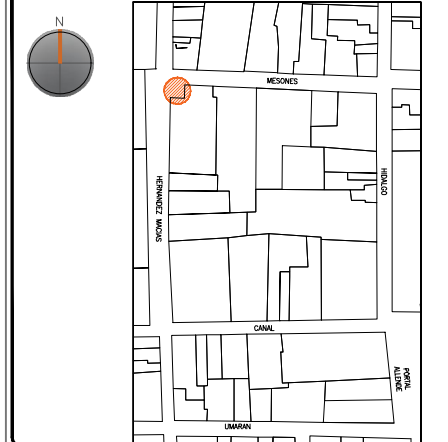 N
MESONES
HERNANDEZ MACIAS
HIDALGO
CANAL
PORTAL
ALLENDE
UMARAN